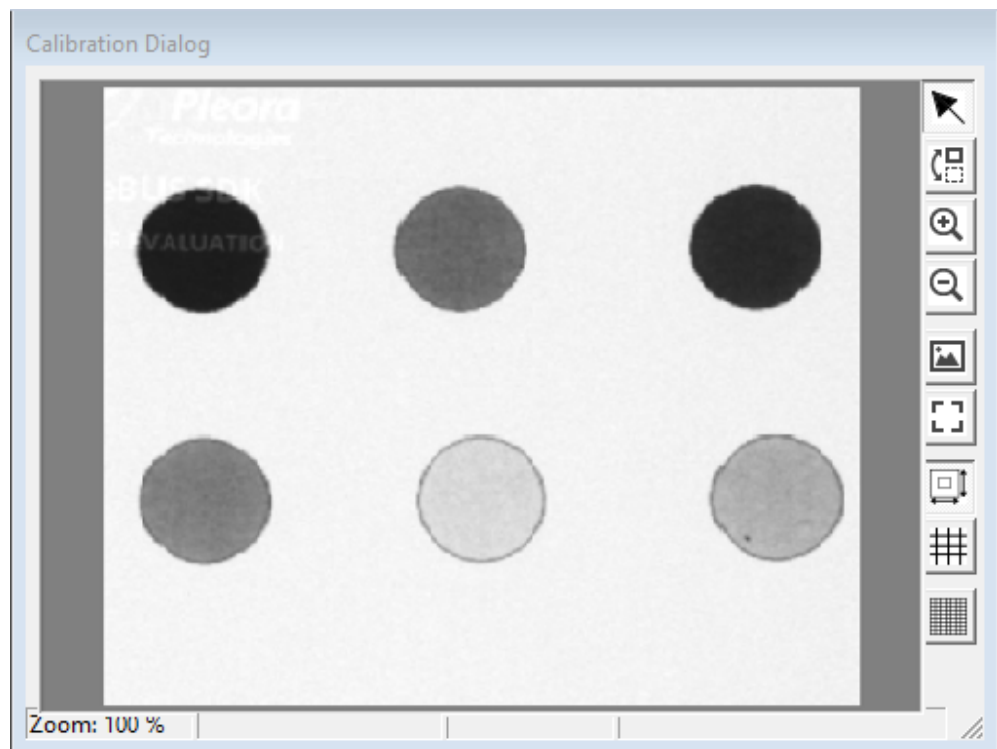 Calibration Dialog
Pleora
Technologies
eBUS SDK
EVALUATION
Zoom: 100 %